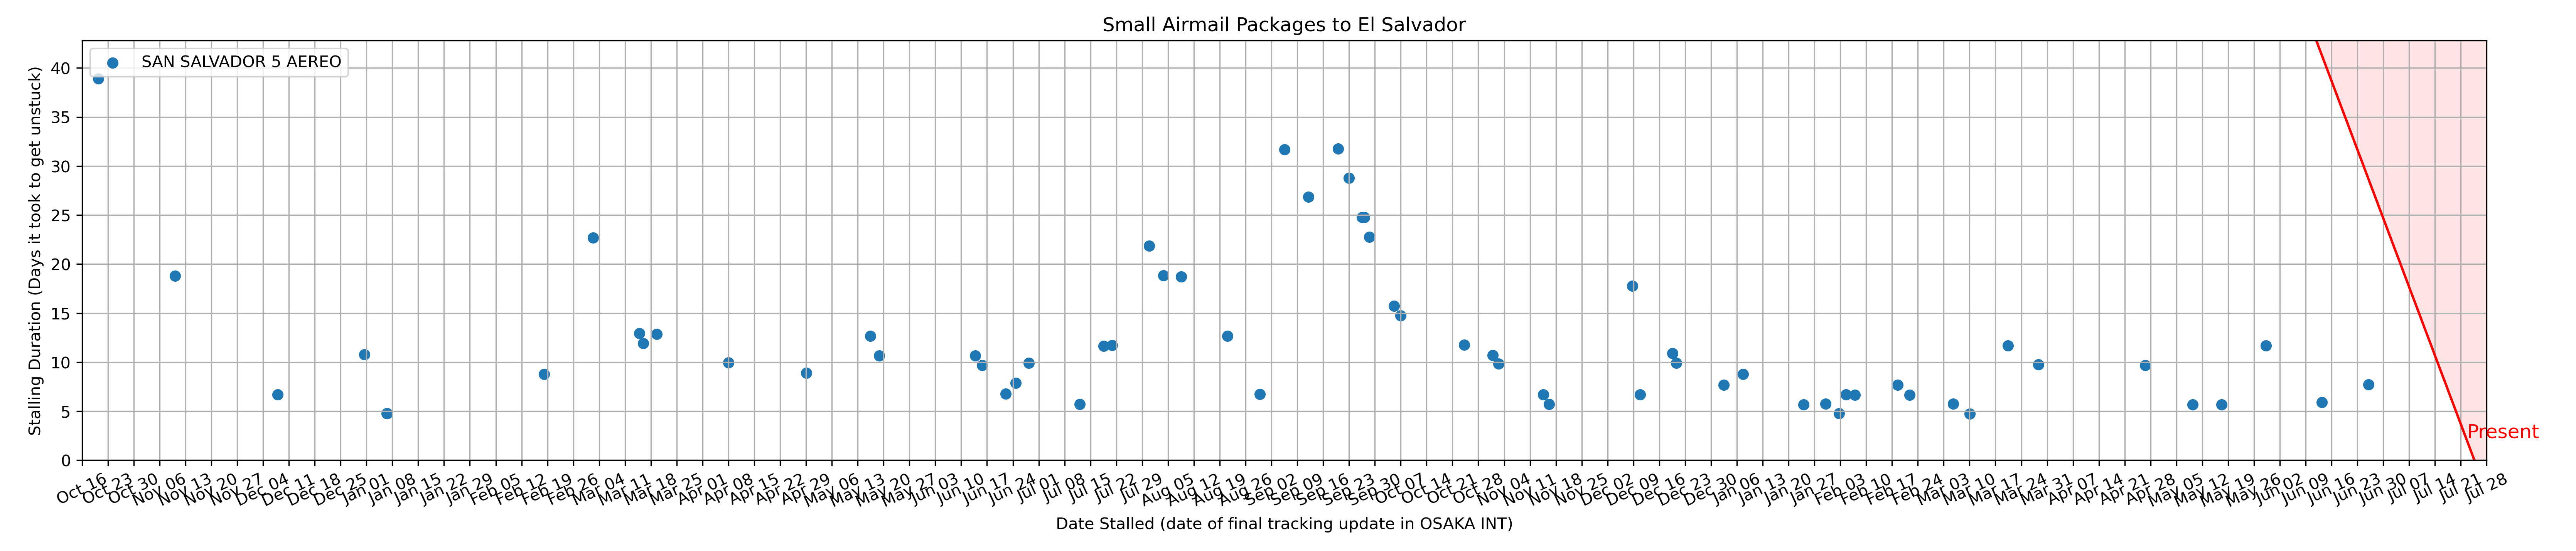 Small Airmail Packages to El Salvador
SAN SALVADOR 5 AEREO
Stalling Duration (Days it took to get unstuck)
40
35
30
25
20
15
10
5
0
Present
Oct 16
Oct 23
Oct 30
Nov 06
Nov 13
Nov 20
Nov 27
Dec 04
Dec 11
Dec 18
Dec 25
Jan 01
Jan 08
Jan 15
Jan 22
Jan 29
Feb 05
Feb 12
Feb 19
Feb 26
Mar 04
Mar 11
Mar 18
Mar 25
Apr 01
Apr 08
Apr 15
Apr 22
Apr 29
May 06
May 13
May 20
May 27
Jun 03
Jun 10
Jun 17
Jun 24
Jul 01
Jul 08
Jul 15
Jul 22
Jul 29
Aug 05
Aug 12
Aug 19
Aug 26
Sep 02
Sep 09
Sep 16
Sep 23
Sep 30
Oct 07
Oct 14
Oct 21
Oct 28
Nov 04
Nov 11
Nov 18
Nov 25
Dec 02
Dec 09
Dec 16
Dec 23
Dec 30
Jan 06
Jan 13
Jan 20
Jan 27
Feb 03
Feb 10
Feb 17
Feb 24
Mar 03
Mar 10
Mar 17
Mar 24
Mar 31
Apr 07
Apr 14
Apr 21
Apr 28
May 05
May 12
May 19
May 26
Jun 02
Jun 09
Jun 16
Jun 23
Jun 30
Jul 07
Jul 14
Jul 21
Jul 28
Date Stalled (date of final tracking update in OSAKA INT)